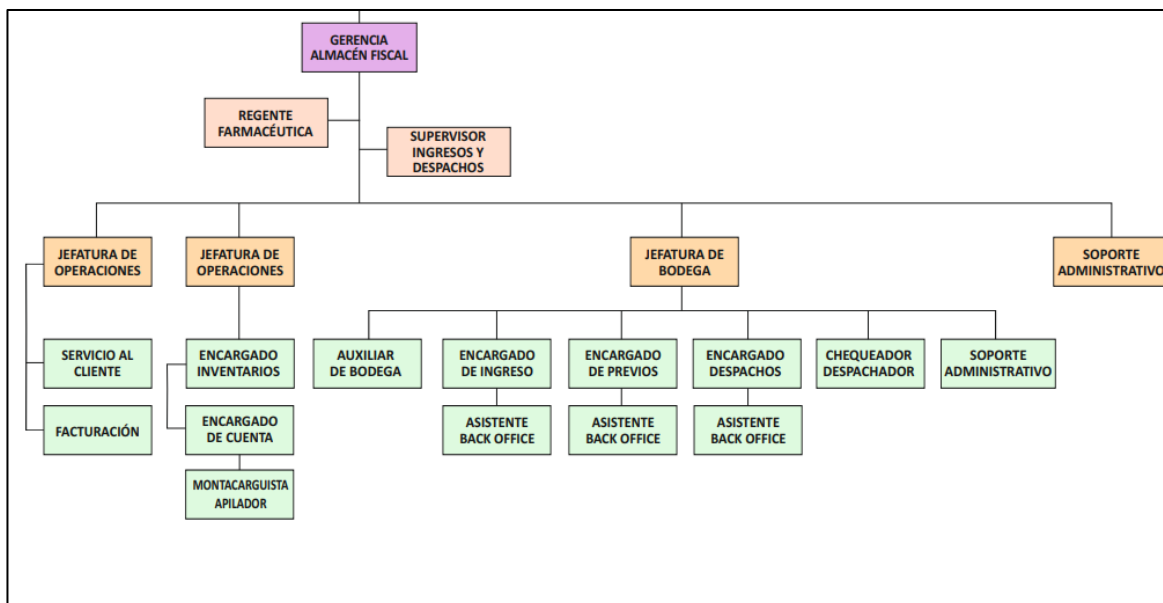 GERENCIA
ALMACÉN FISCAL
REGENTE
FARMACÉUTICA
SUPERVISOR
INGRESOS Y
DESPACHOS
JEFATURA DE
OPERACIONES
JEFATURA DE
OPERACIONES
JEFATURA DE
BODEGA
SOPORTE
ADMINISTRATIVO
SERVICIO AL
CLIENTE
ENCARGADO
INVENTARIOS
AUXILIAR
DE BODEGA
ENCARGADO
DE INGRESO
ENCARGADO
DE PREVIOS
ENCARGADO
DESPACHOS
CHEQUEADOR
DESPACHADOR
SOPORTE
ADMINISTRATIVO
FACTURACIÓN
ENCARGADO
DE CUENTA
ASISTENTE
BACK OFFICE
ASISTENTE
BACK OFFICE
ASISTENTE
BACK OFFICE
MONTACARGUISTA
APILADOR